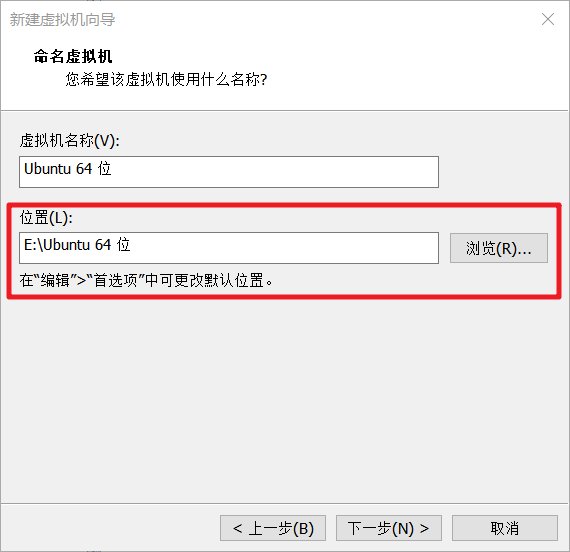 新建虚拟机向导
命名虚拟机
您希望该虚拟机使用什么名称?
虚拟机名称(V):
Ubuntu 64 位
位置(L):
E:\Ubuntu 64 位
浏览(R)...
在“编辑”>“首选项”中可更改默认位置。
< 上一步(B) 下一步(N) > 取消